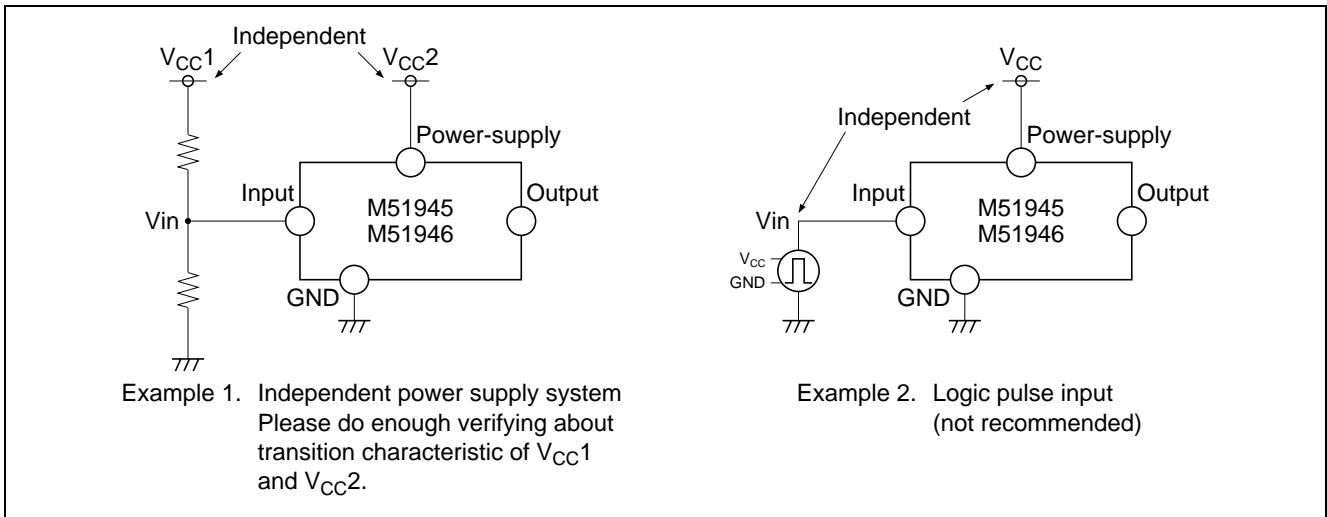 Independent
VCC1
VCC2
Power-supply
Input
M51945
M51946
Output
Vin
GND
Example 1. Independent power supply system
Please do enough verifying about
transition characteristic of VCC1
and VCC2.
VCC
Independent
Power-supply
Input
M51945
M51946
Output
Vin
VCC
GND
GND
Example 2. Logic pulse input
(not recommended)